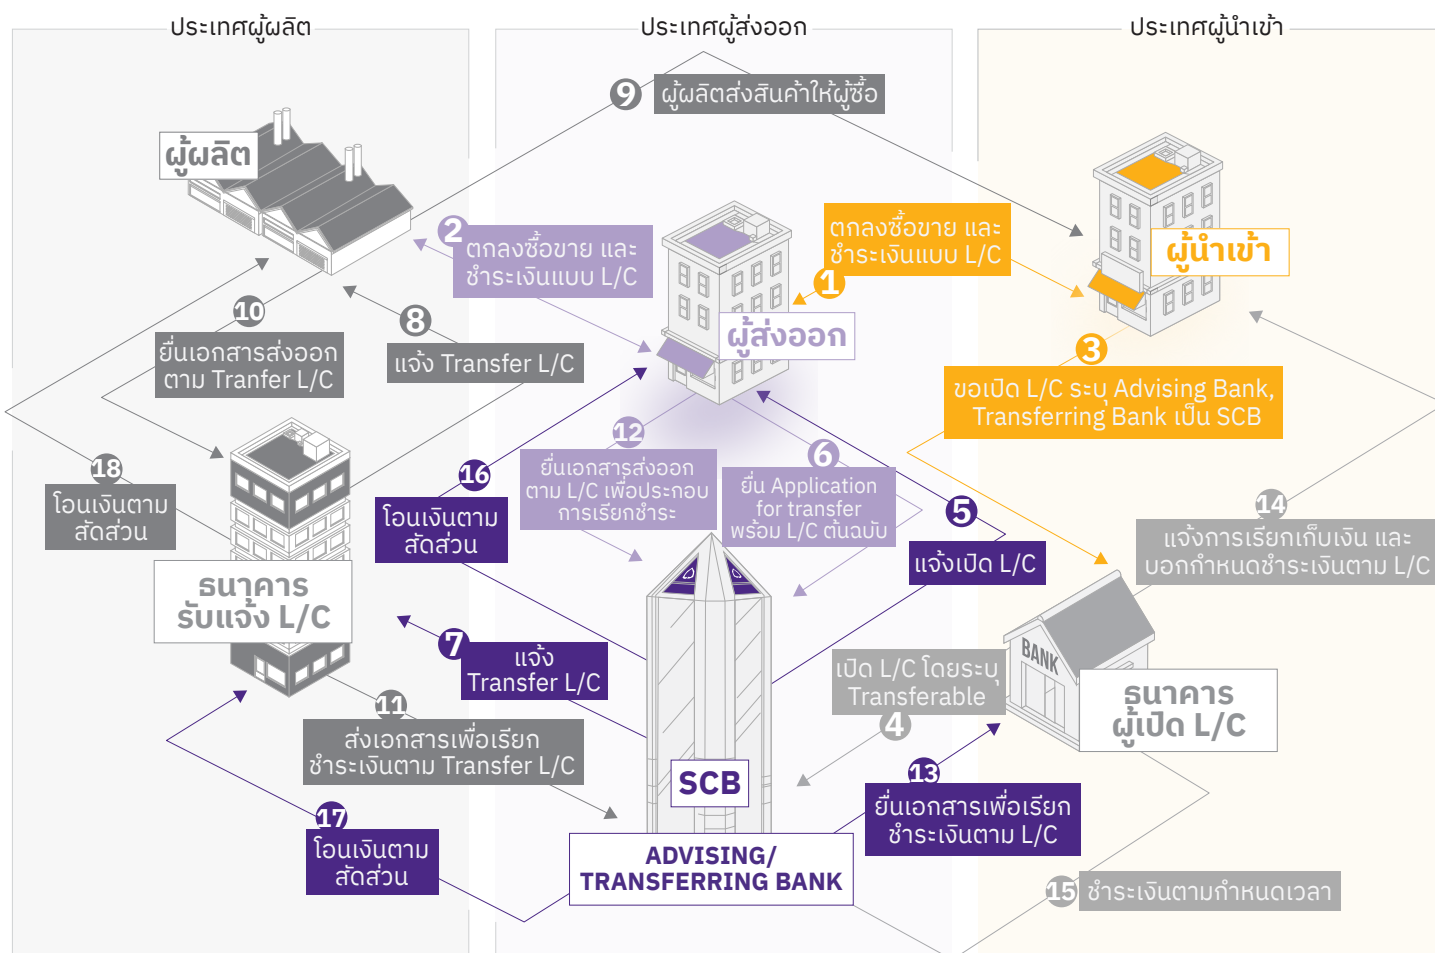 ประเทศผู้ผลิต
ประเทศผู้ส่งออก
ประเทศผู้นำเข้า
9
ผู้ผลิตส่งสินค้าให้ผู้ซื้อ
ผู้ผลิต
2
ตกลงซื้อขาย และ
ชำระเงินแบบ L/C
1
ตกลงซื้อขาย และ
ชำระเงินแบบ L/C
ผู้นำเข้า
ผู้ส่งออก
10
ยื่นเอกสารส่งออก
ตาม Tranfer L/C
8
แจ้ง Transfer L/C
3
ขอเปิด L/C ระบุ Advising Bank,
Transferring Bank เป็น SCB
18
โอนเงินตาม
สัดส่วน
16
โอนเงินตาม
สัดส่วน
12
ยื่นเอกสารส่งออก
ตาม L/C เพื่อประกอบ
การเรียกชำระ
6
ยื่น Application
for transfer
พร้อม L/C ต้นฉบับ
5
แจ้งเปิด L/C
14
แจ้งการเรียกเก็บเงิน และ
บอกกำหนดชำระเงินตาม L/C
ธนาคาร
รับแจ้ง L/C
7
แจ้ง
Transfer L/C
เปิด L/C โดยระบุ
Transferable
4
BANK
ธนาคาร
ผู้เปิด L/C
11
ส่งเอกสารเพื่อเรียก
ชำระเงินตาม Transfer L/C
SCB
13
ยื่นเอกสารเพื่อเรียก
ชำระเงินตาม L/C
17
โอนเงินตาม
สัดส่วน
ADVISING/
TRANSFERRING BANK
15
ชำระเงินตามกำหนดเวลา